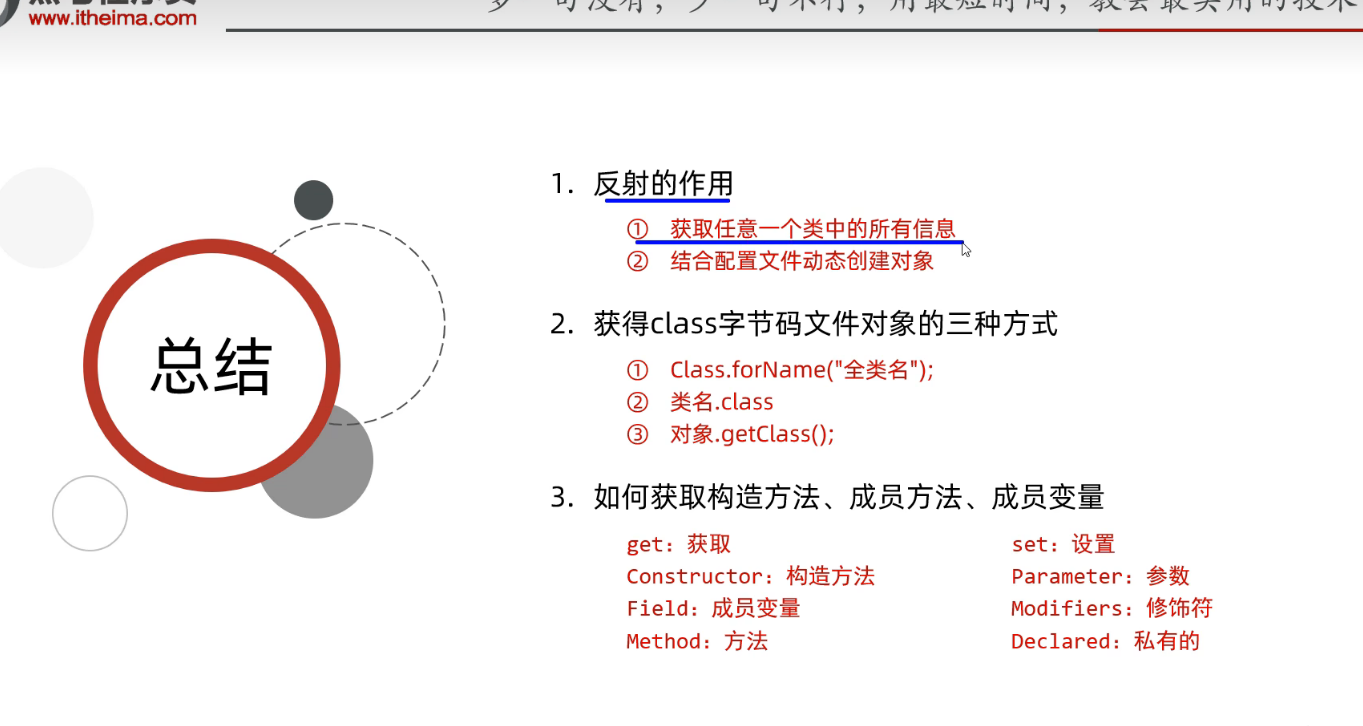 www.itheima.com
总结
1. 反射的作用
① 获取任意一个类中的所有信息
② 结合配置文件动态创建对象
2. 获得class字节码文件对象的三种方式
① Class.forName("全类名");
② 类名.class
③ 对象.getClass();
3. 如何获取构造方法、成员方法、成员变量
get：获取 set：设置
Constructor：构造方法 Parameter：参数
Field：成员变量 Modifiers：修饰符
Method：方法 Declared：私有的